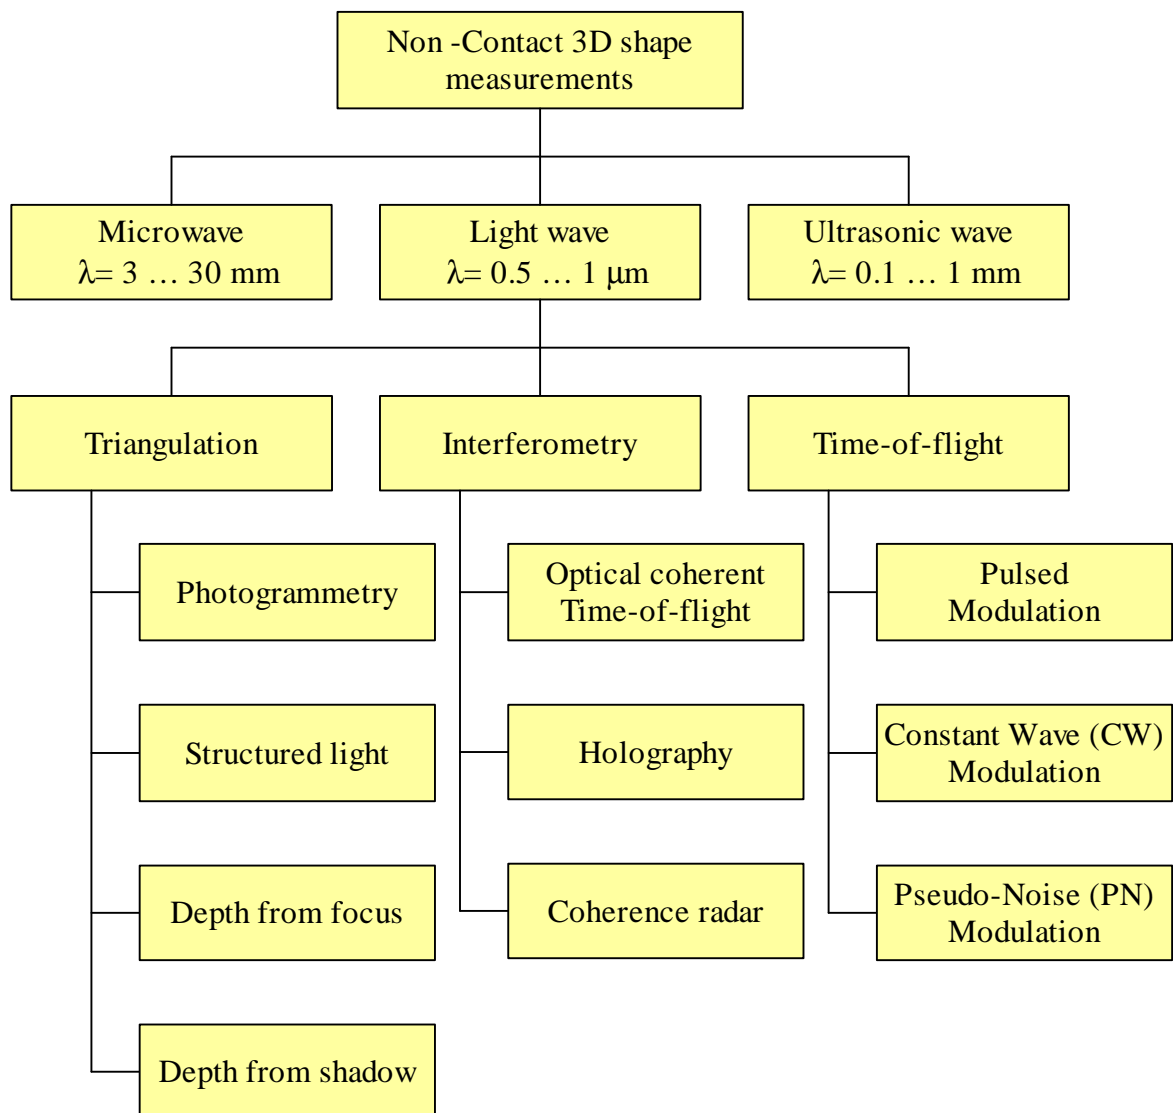 Non -Contact 3D shape
measurements
Microwave
λ= 3 … 30 mm
Light wave
λ= 0.5 … 1 μm
Ultrasonic wave
λ= 0.1 … 1 mm
Triangulation
Interferometry
Time-of-flight
Photogrammetry
Structured light
Depth from focus
Depth from shadow
Optical coherent
Time-of-flight
Holography
Coherence radar
Pulsed
Modulation
Constant Wave (CW)
Modulation
Pseudo-Noise (PN)
Modulation